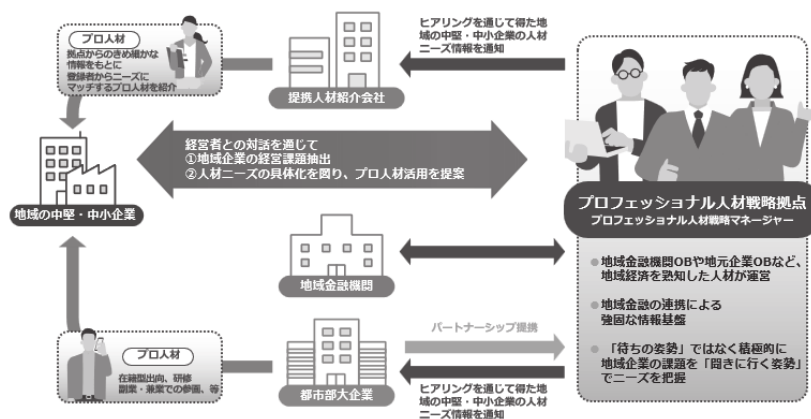 プロ人材
拠点からのきめ細かな
情報をもとに
登録者からニーズに
マッチするプロ人材を紹介
提携人材紹介会社
ヒアリングを通じて得た地
域の中堅・中小企業の人材
ニーズ情報を通知
経営者との対話を通じて
①地域企業の経営課題抽出
②人材ニーズの具体化を図り、プロ人材活用を提案
地域の中堅・中小企業
プロフェッショナル人材戦略拠点
プロフェッショナル人材戦略マネージャー
地域金融機関OBや地元企業OBなど、
地域経済を熟知した人材が運営
地域金融の連携による
強固な情報基盤
「待ちの姿勢」ではなく積極的に
地域企業の課題を「聞きに行く姿勢」
でニーズを把握
地域金融機関
パートナーシップ提携
プロ人材
在籍型出向、研修
副業・兼業での参画、等
都市部大企業
ヒアリングを通じて得た地
域の中堅・中小企業の人材
ニーズ情報を通知